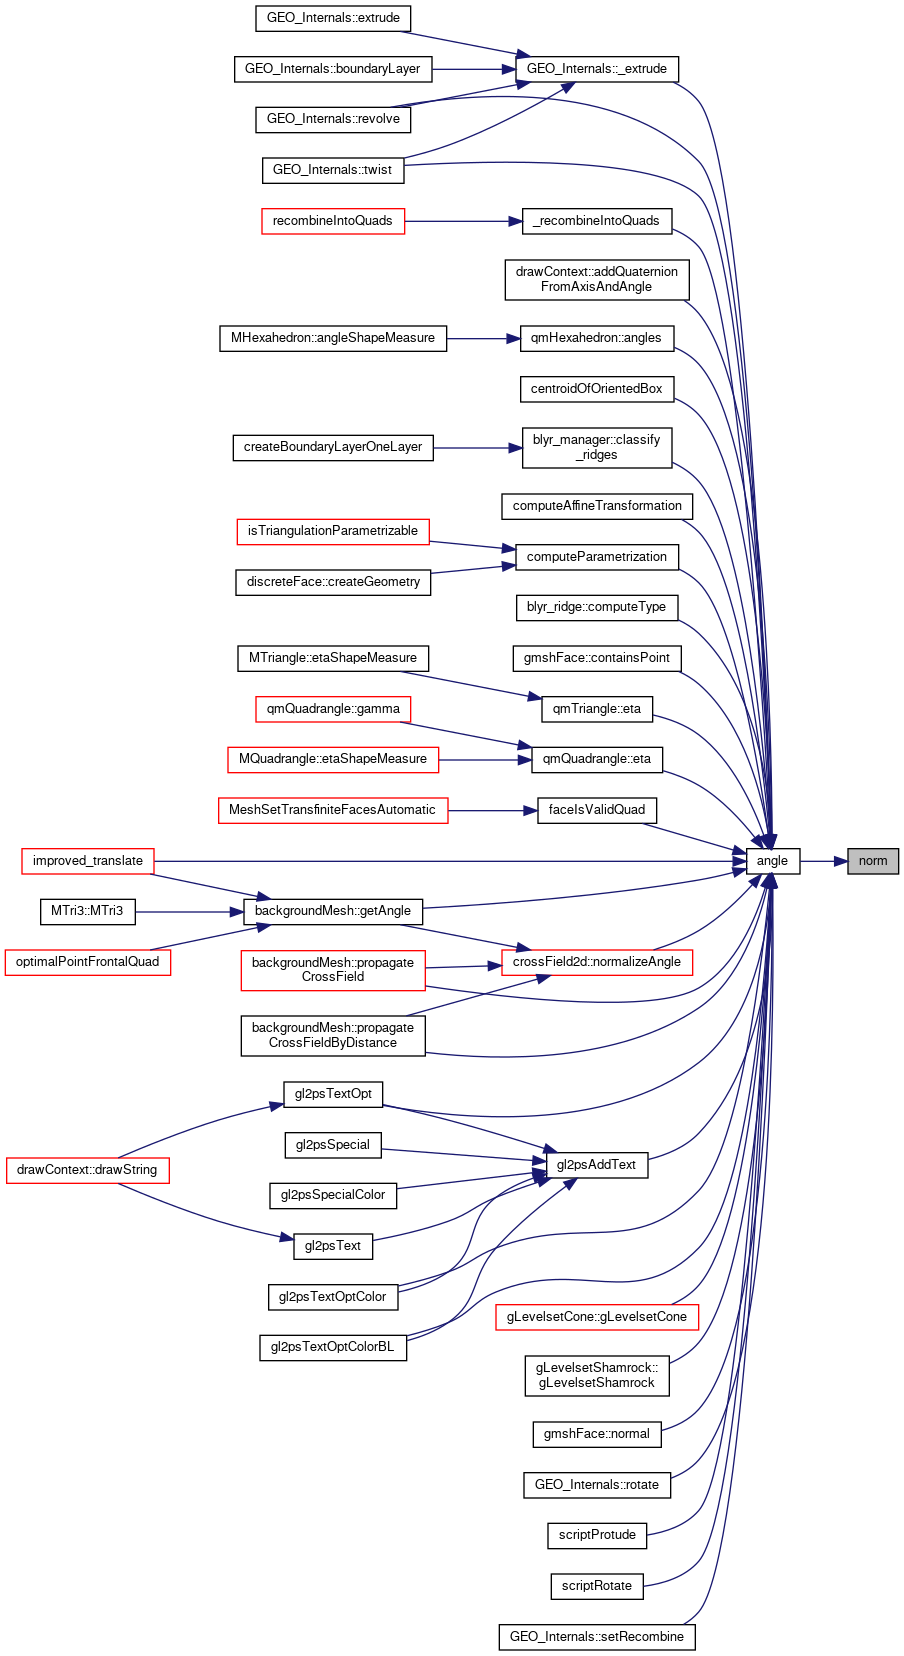 GEO_Internals::extrude
GEO_Internals::_extrude
GEO_Internals::boundaryLayer
GEO_Internals::revolve
GEO_Internals::twist
recombineIntoQuads
_recombineIntoQuads
drawContext::addQuaternion
FromAxisAndAngle
MHexahedron::angleShapeMeasure
qmHexahedron::angles
centroidOfOrientedBox
createBoundaryLayerOneLayer
blyr_manager::classify
_ridges
computeAffineTransformation
isTriangulationParametrizable
computeParametrization
discreteFace::createGeometry
blyr_ridge::computeType
MTriangle::etaShapeMeasure
gmshFace::containsPoint
qmQuadrangle::gamma
qmTriangle::eta
MQuadrangle::etaShapeMeasure
qmQuadrangle::eta
MeshSetTransfiniteFacesAutomatic
faceIsValidQuad
improved_translate
angle
norm
MTri3::MTri3
backgroundMesh::getAngle
optimalPointFrontalQuad
backgroundMesh::propagate
CrossField
crossField2d::normalizeAngle
backgroundMesh::propagate
CrossFieldByDistance
gl2psTextOpt
gl2psSpecial
drawContext::drawString
gl2psAddText
gl2psSpecialColor
gl2psText
gl2psTextOptColor
gLevelsetCone::gLevelsetCone
gl2psTextOptColorBL
gLevelsetShamrock::
gLevelsetShamrock
gmshFace::normal
GEO_Internals::rotate
scriptProtude
scriptRotate
GEO_Internals::setRecombine